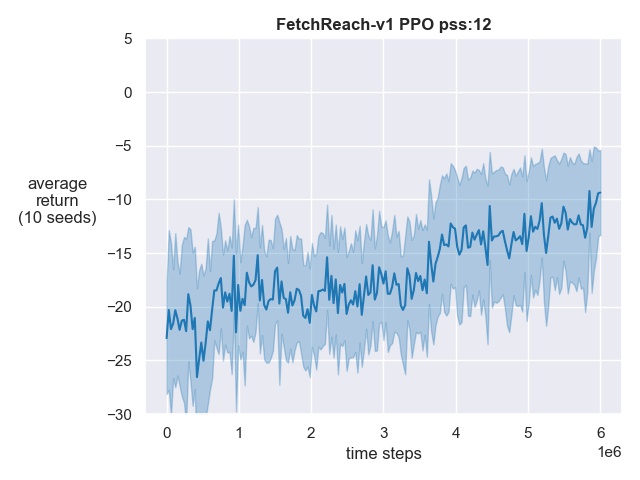 FetchReach-v1 PPO pss:12
5
0
−5
−10
−15
−20
−25
−30
average
return
(10 seeds)
0 1 2 3 4 5 6
1e6
time steps